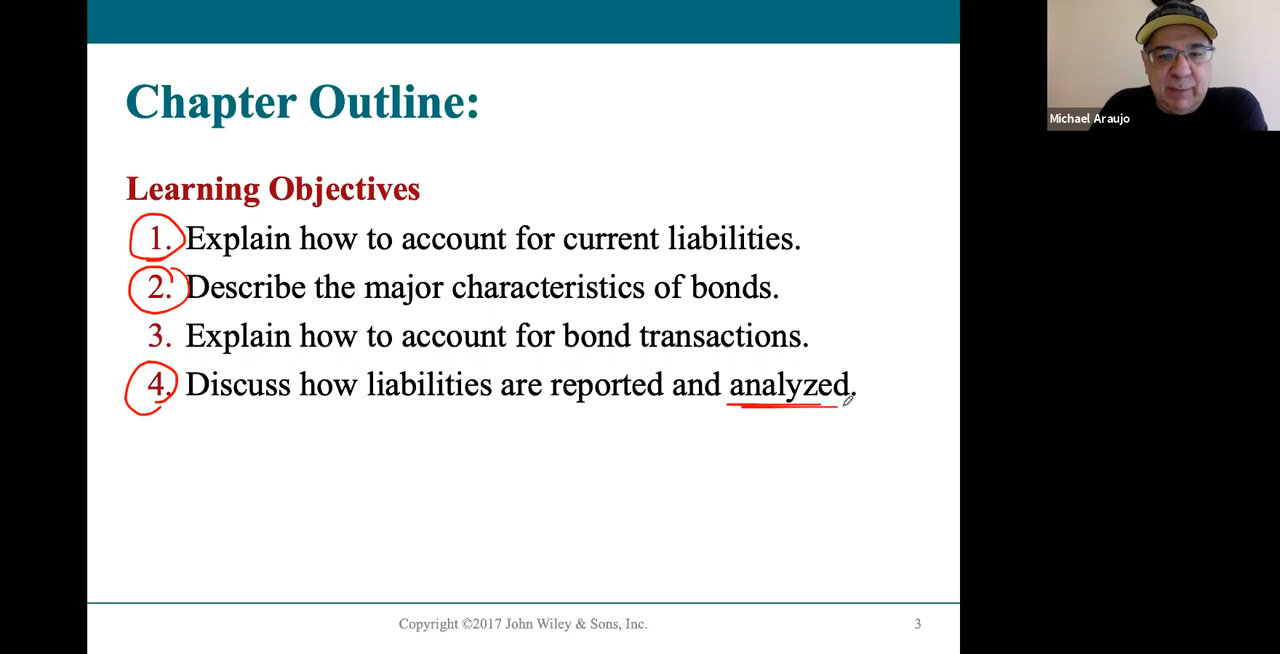 Chapter Outline:
Michael Araujo
Learning Objectives
1. Explain how to account for current liabilities.
2. Describe the major characteristics of bonds.
3. Explain how to account for bond transactions.
4. Discuss how liabilities are reported and analyzed.
Copyright ©2017 John Wiley & Sons, Inc. 3